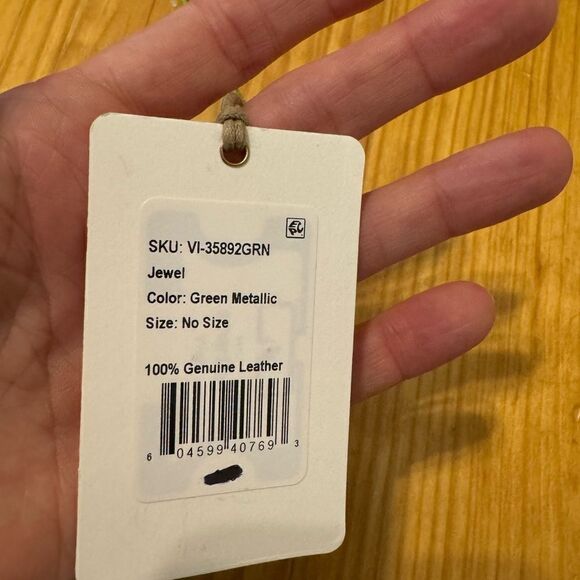 SKU: VI-35892GRN
Jewel
Color: Green Metallic
Size: No Size
100% Genuine Leather
6 04599 40769 3